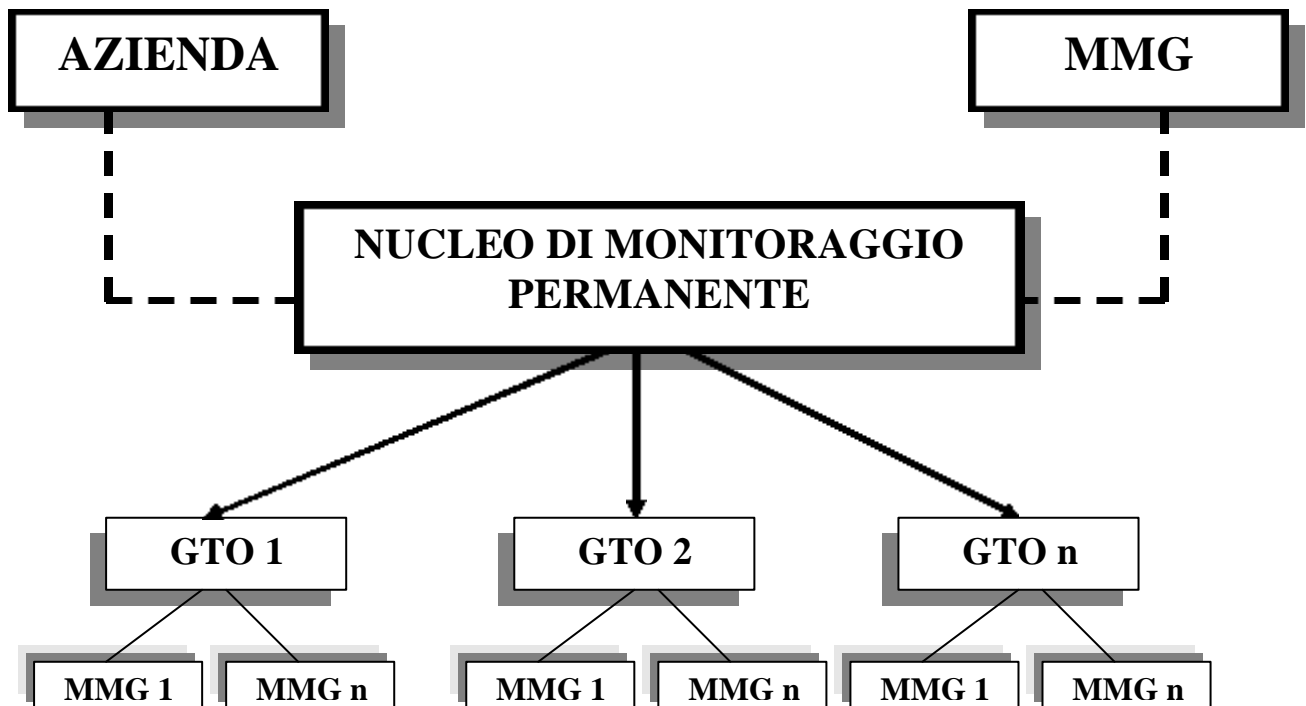 AZIENDA
MMG
NUCLEO DI MONITORAGGIO
PERMANENTE
GTO 1
GTO 2
GTO n
MMG 1
MMG n
MMG 1
MMG n
MMG 1
MMG n